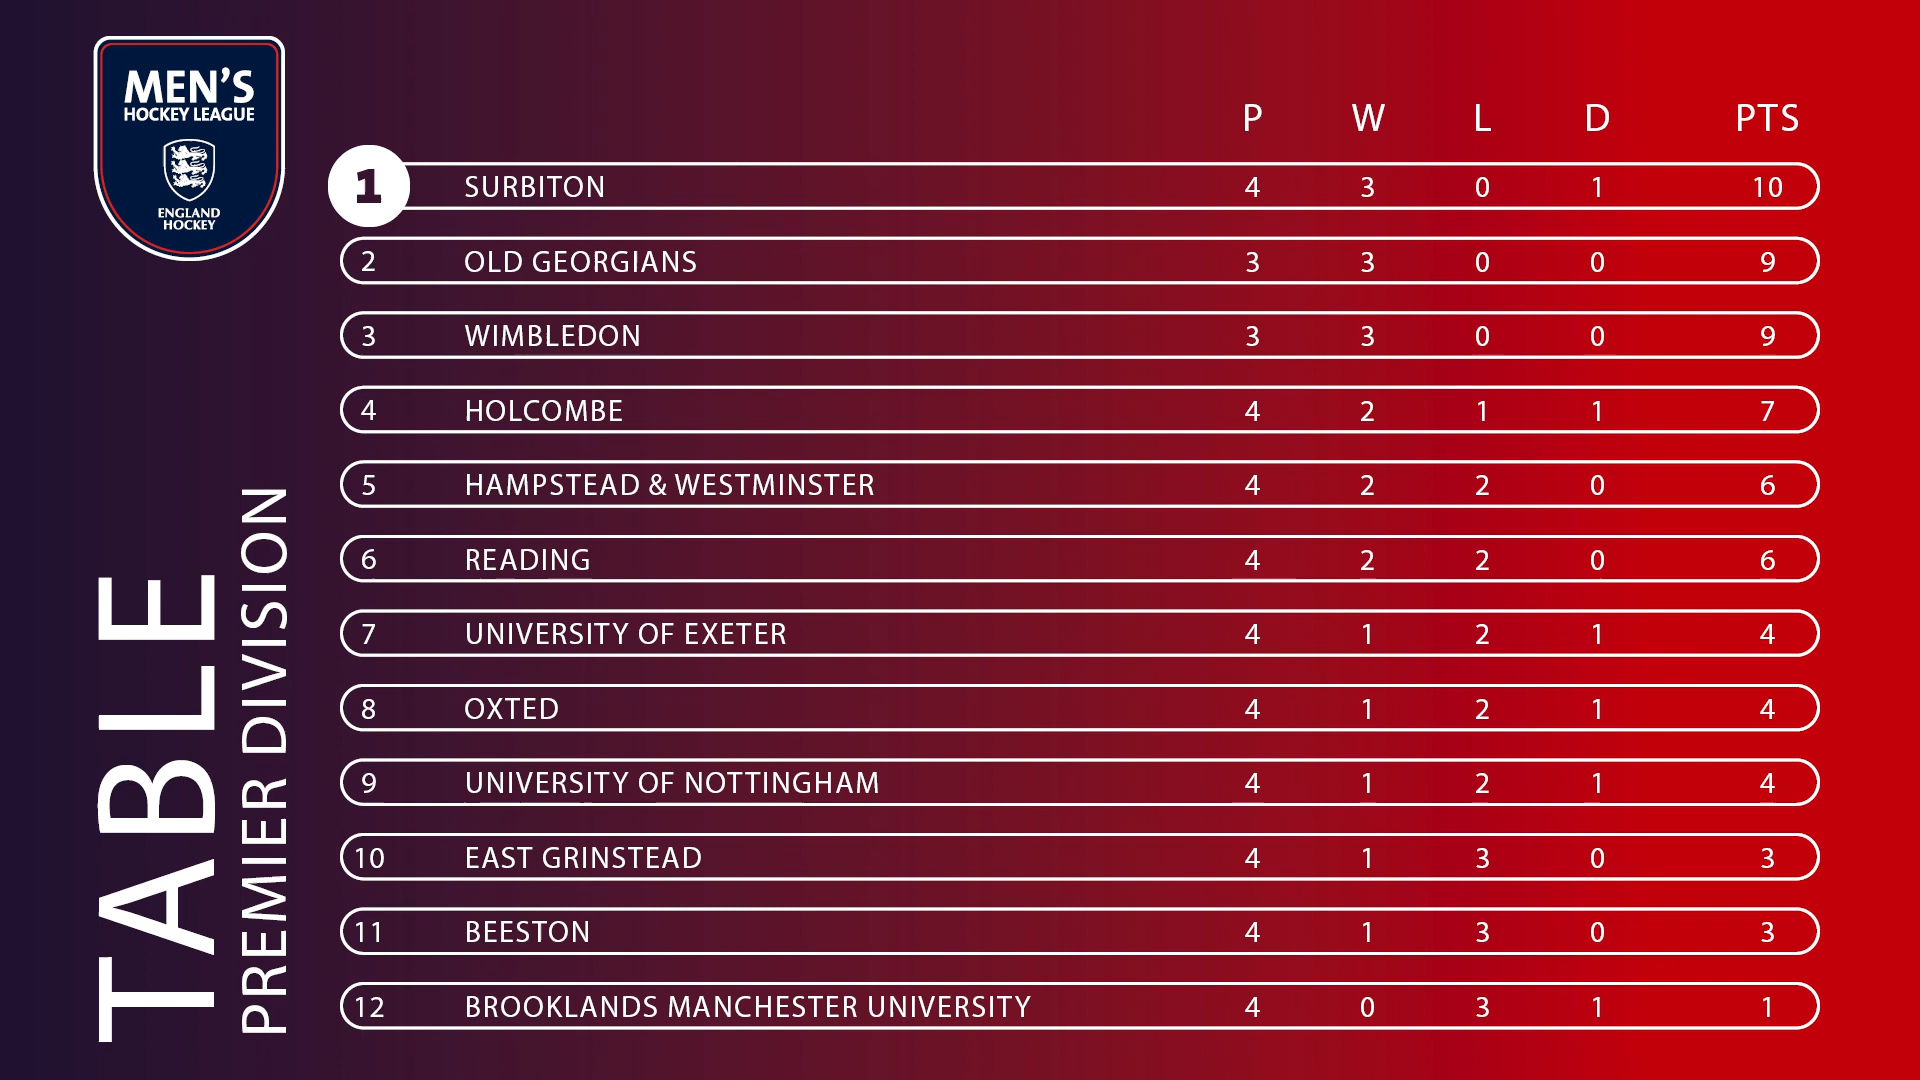 MEN'S
HOCKEY LEAGUE
ENGLAND
HOCKEY
TABLE
PREMIER DIVISION
P W L D PTS
1 SURBITON 4 3 0 1 10
2 OLD GEORGIANS 3 3 0 0 9
3 WIMBLEDON 3 3 0 0 9
4 HOLCOMBE 4 2 1 1 7
5 HAMPSTEAD & WESTMINSTER 4 2 2 0 6
6 READING 4 2 2 0 6
7 UNIVERSITY OF EXETER 4 1 2 1 4
8 OXTED 4 1 2 1 4
9 UNIVERSITY OF NOTTINGHAM 4 1 2 1 4
10 EAST GRINSTEAD 4 1 3 0 3
11 BEESTON 4 1 3 0 3
12 BROOKLANDS MANCHESTER UNIVERSITY 4 0 3 1 1